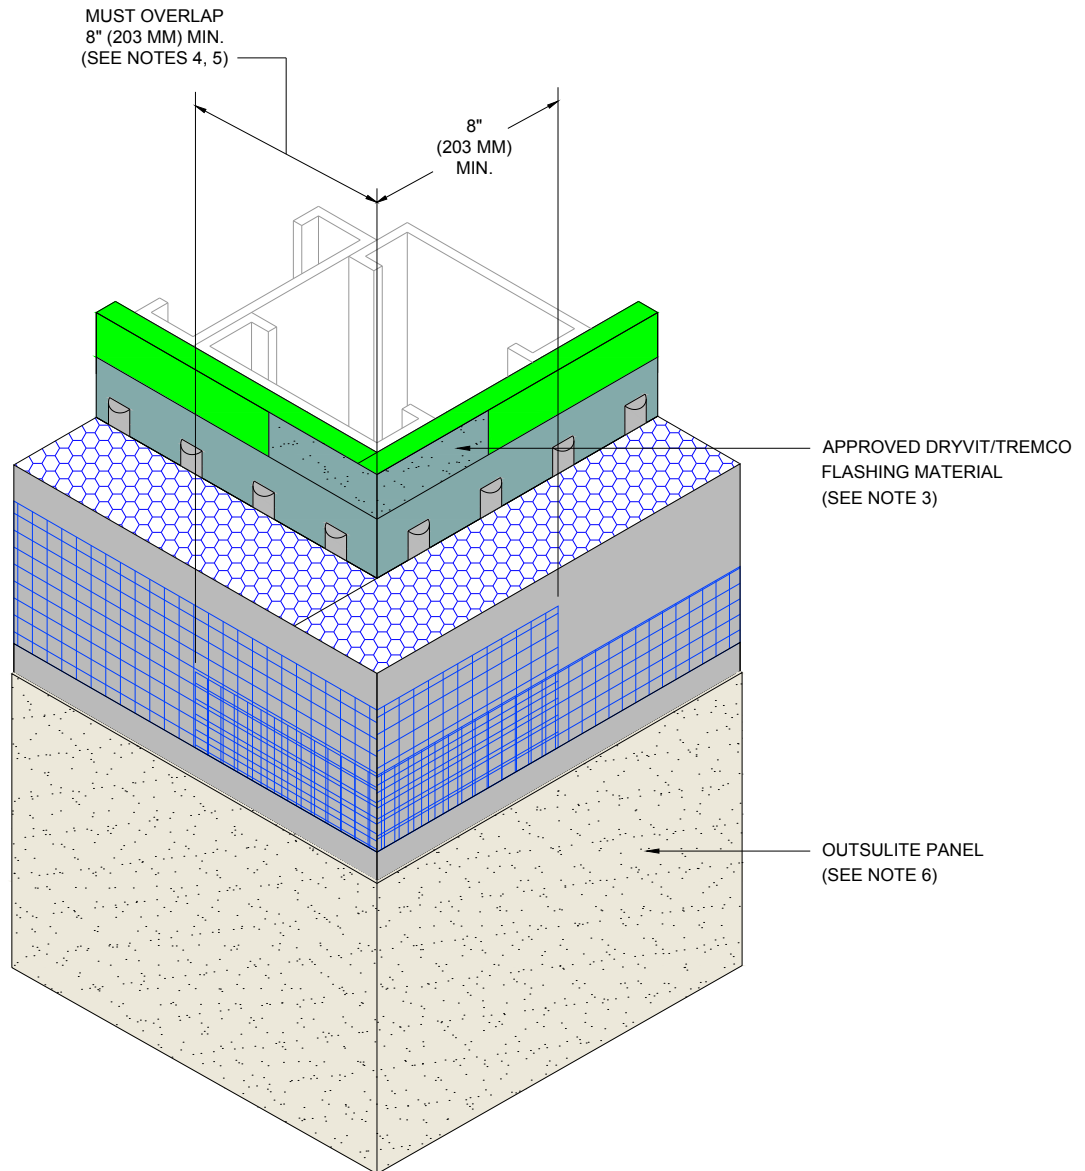 MUST OVERLAP
8" (203 MM) MIN.
(SEE NOTES 4, 5)
8"
(203 MM)
MIN.
APPROVED DRYVIT/TREMCO
FLASHING MATERIAL
(SEE NOTE 3)
OUTSULITE PANEL
(SEE NOTE 6)